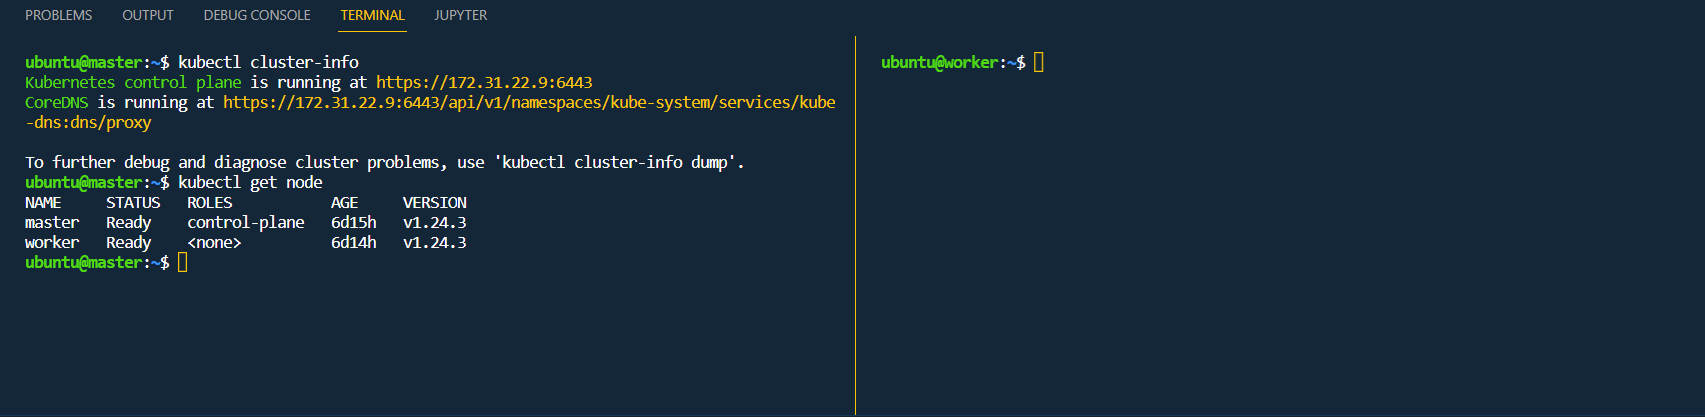 PROBLEMS OUTPUT DEBUG CONSOLE TERMINAL JUPYTER
ubuntu@master:~$ kubectl cluster-info
Kubernetes control plane is running at https://172.31.22.9:6443
CoreDNS is running at https://172.31.22.9:6443/api/v1/namespaces/kube-system/services/kube
-dns:dns/proxy
To further debug and diagnose cluster problems, use 'kubectl cluster-info dump'.
ubuntu@master:~$ kubectl get node
NAME STATUS ROLES AGE VERSION
master Ready control-plane 6d15h v1.24.3
worker Ready <none> 6d14h v1.24.3
ubuntu@master:~$
ubuntu@worker:~$